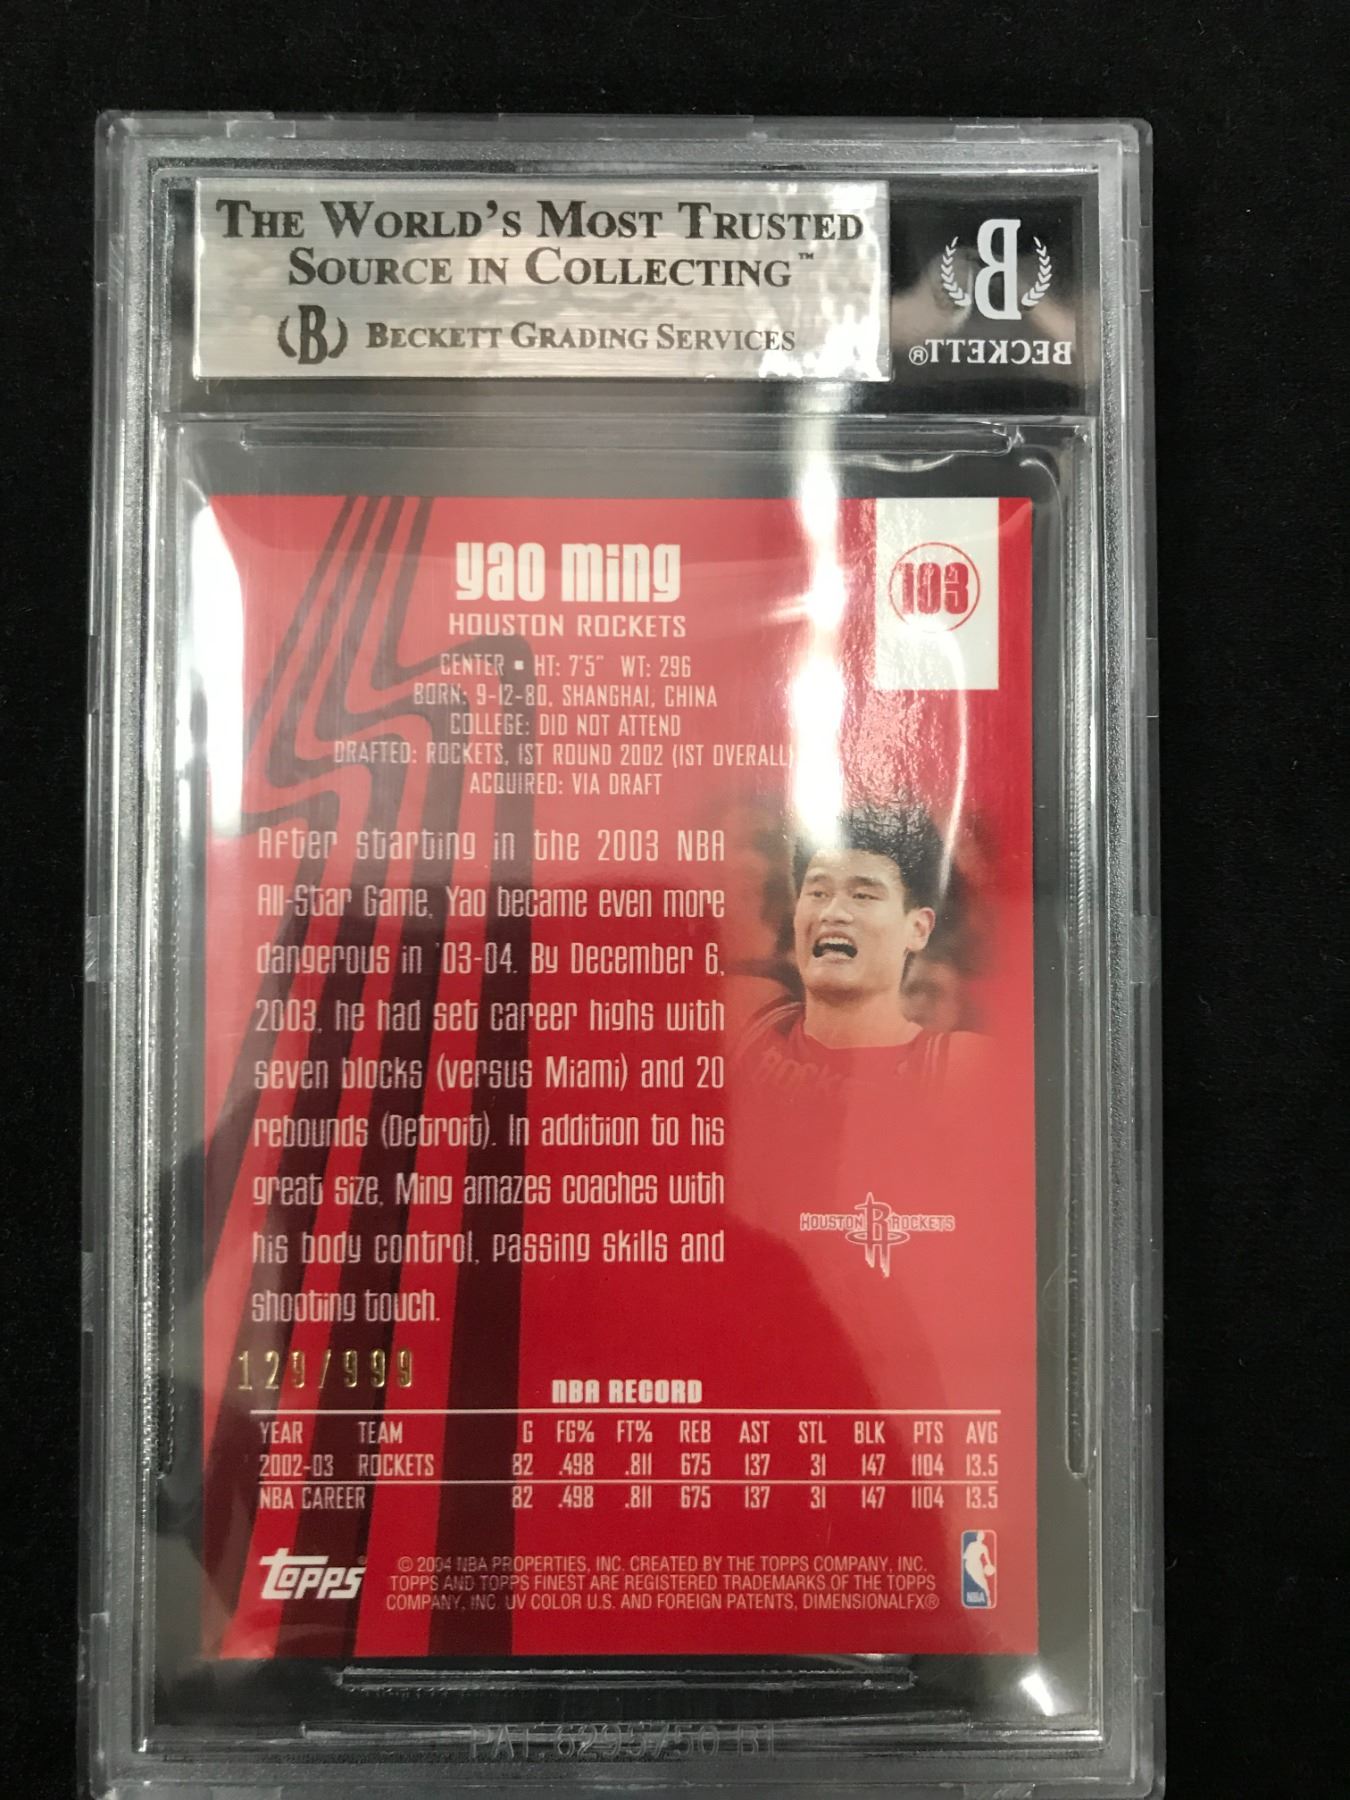 THE WORLD'S MOST TRUSTED
SOURCE IN COLLECTING™
(B) BECKETT GRADING SERVICES
B
BECKETT®
yao ming
HOUSTON ROCKETS
103
CENTER ▪ HT: 7'5" WT: 296
BORN: 9-12-80, SHANGHAI, CHINA
COLLEGE: DID NOT ATTEND
DRAFTED: ROCKETS, 1ST ROUND 2002 (1ST OVERALL)
ACQUIRED: VIA DRAFT
After starting in the 2003 NBA
All-Star Game, Yao became even more
dangerous in '03-04. By December 6,
2003, he had set career highs with
seven blocks (versus Miami) and 20
rebounds (Detroit). In addition to his
great size, Ming amazes coaches with
his body control, passing skills and
shooting touch.
HOUSTON ROCKETS
129/999
NBA RECORD
YEAR TEAM G FG% FT% REB AST STL BLK PTS AVG
2002-03 ROCKETS 82 .498 .811 675 137 31 147 1104 13.5
NBA CAREER 82 .498 .811 675 137 31 147 1104 13.5
Topps®
© 2004 NBA PROPERTIES, INC. CREATED BY THE TOPPS COMPANY, INC.
TOPPS AND TOPPS FINEST ARE REGISTERED TRADEMARKS OF THE TOPPS
COMPANY, INC. UV COLOR U.S. AND FOREIGN PATENTS, DIMENSIONALFX®
NBA
PAT. 6295750 B1